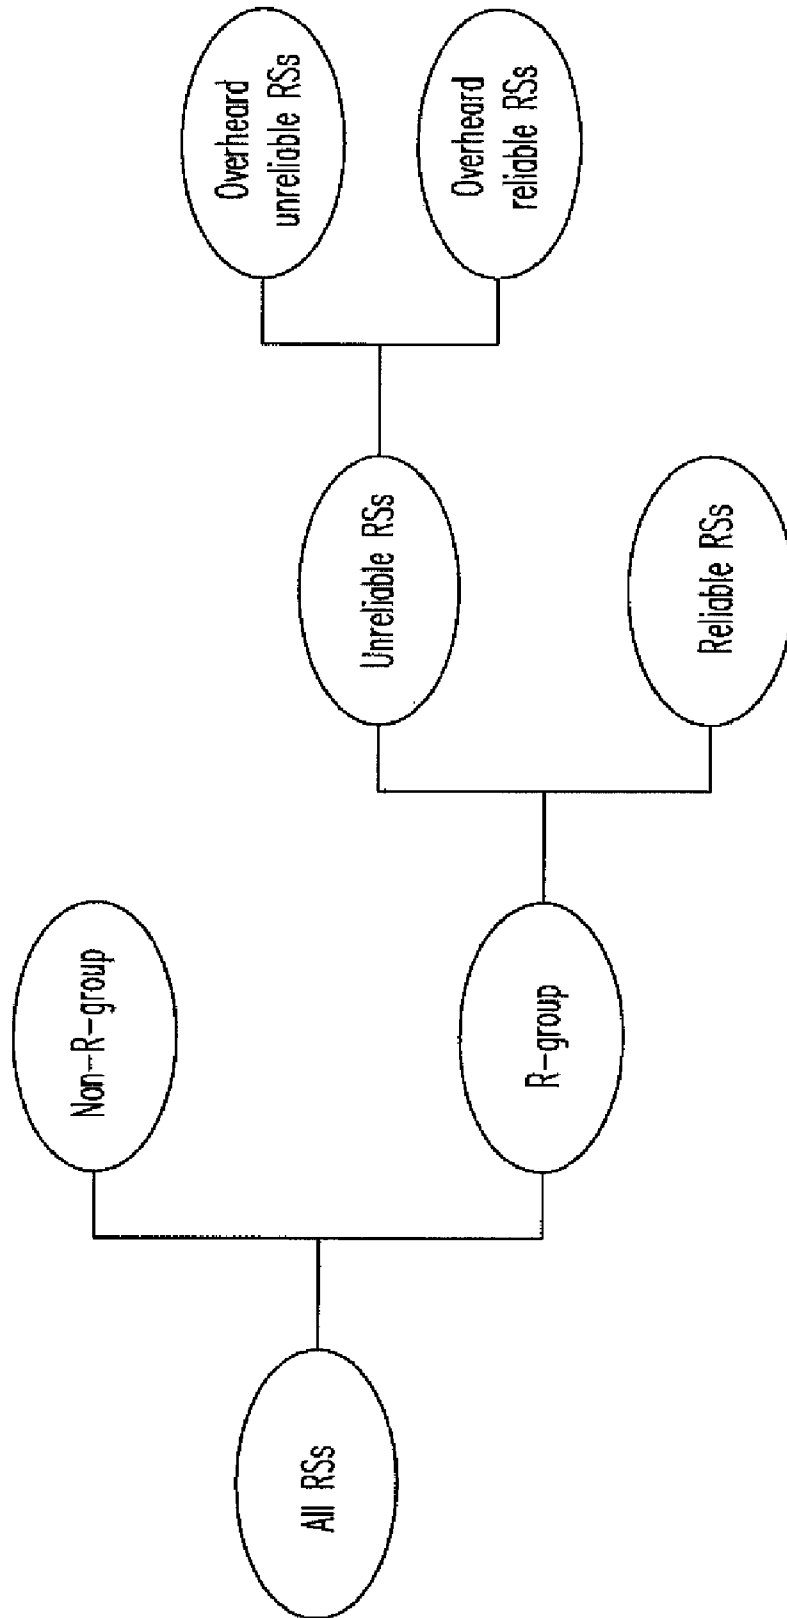 All RSs
Non-R-group
R-group
Unreliable RSs
Reliable RSs
Overheard
unreliable RSs
Overheard
reliable RSs